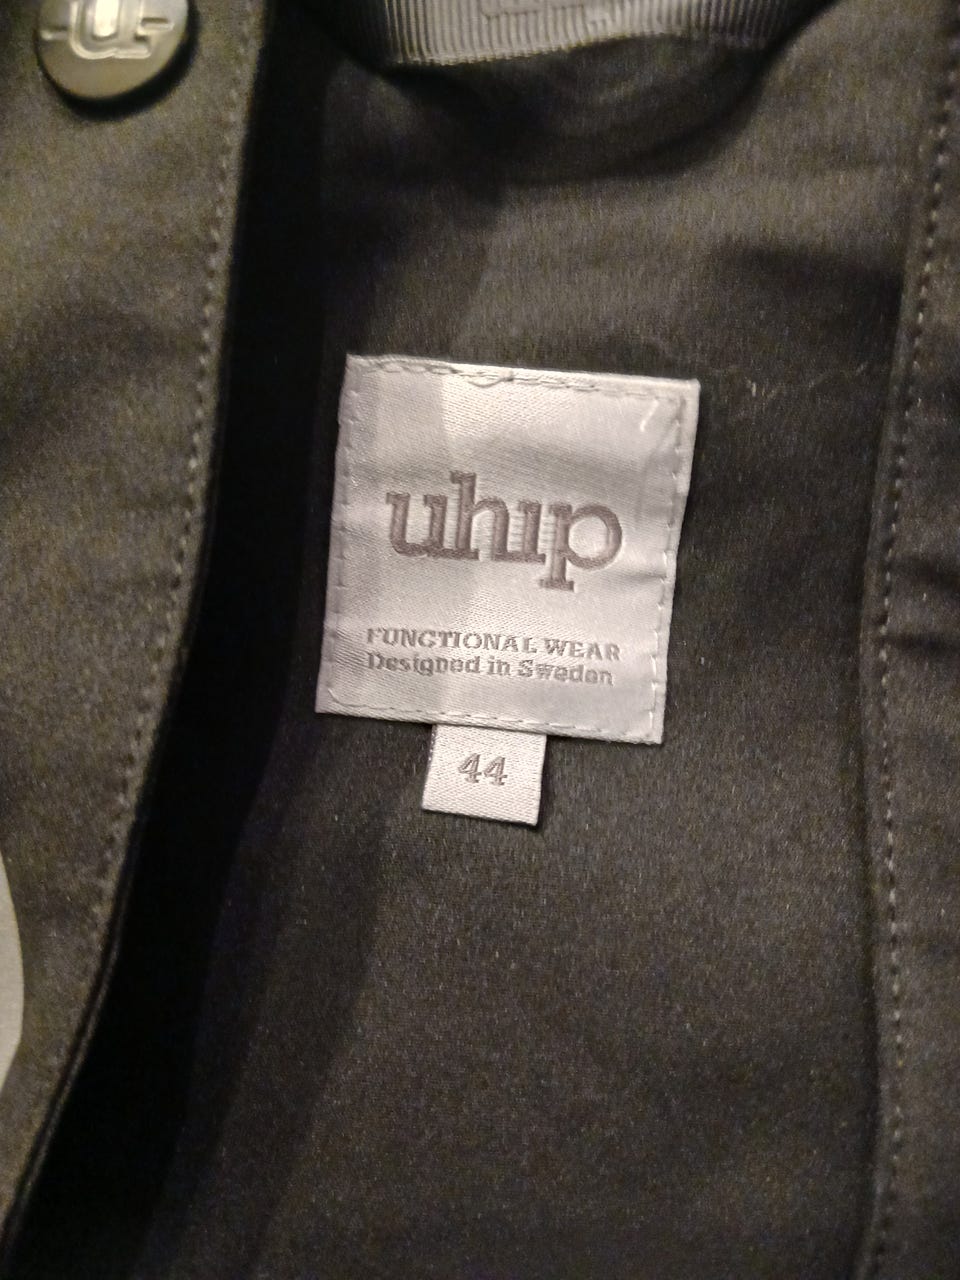 u
uhip
FUNCTIONAL WEAR
Designed in Sweden
44